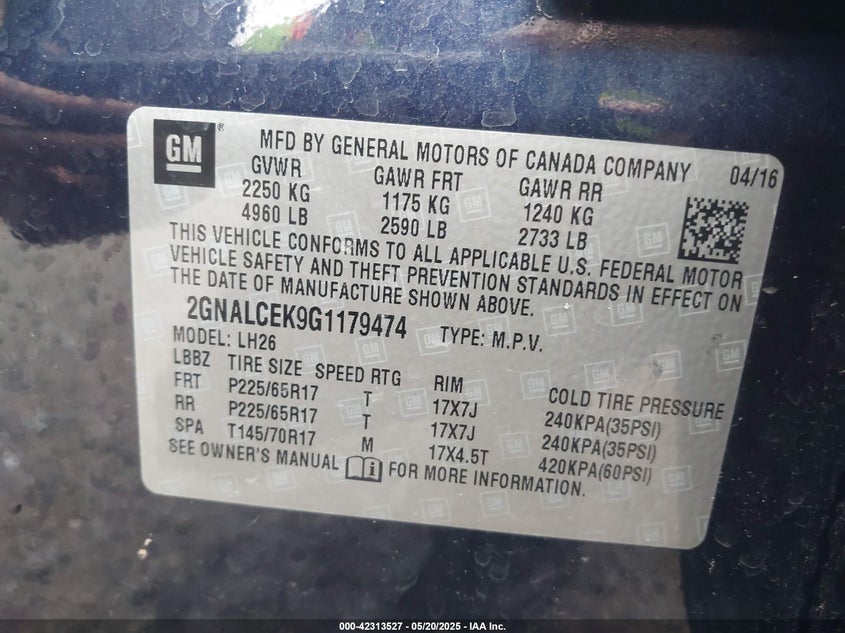 GM
MFD BY GENERAL MOTORS OF CANADA COMPANY 04/16
GVWR GAWR FRT GAWR RR
2250 KG 1175 KG 1240 KG
4960 LB 2590 LB 2733 LB
THIS VEHICLE CONFORMS TO ALL APPLICABLE U.S. FEDERAL MOTOR
VEHICLE SAFETY AND THEFT PREVENTION STANDARDS IN EFFECT ON
THE DATE OF MANUFACTURE SHOWN ABOVE.
2GNALCEK9G1179474 TYPE: M.P.V.
MODEL: LH26
LBBZ TIRE SIZE SPEED RTG RIM COLD TIRE PRESSURE
FRT P225/65R17 T 17X7J 240KPA(35PSI)
RR P225/65R17 T 17X7J 240KPA(35PSI)
SPA T145/70R17 M 17X4.5T 420KPA(60PSI)
SEE OWNER'S MANUAL FOR MORE INFORMATION.
000-42313527 - 05/20/2025 - IAA Inc.